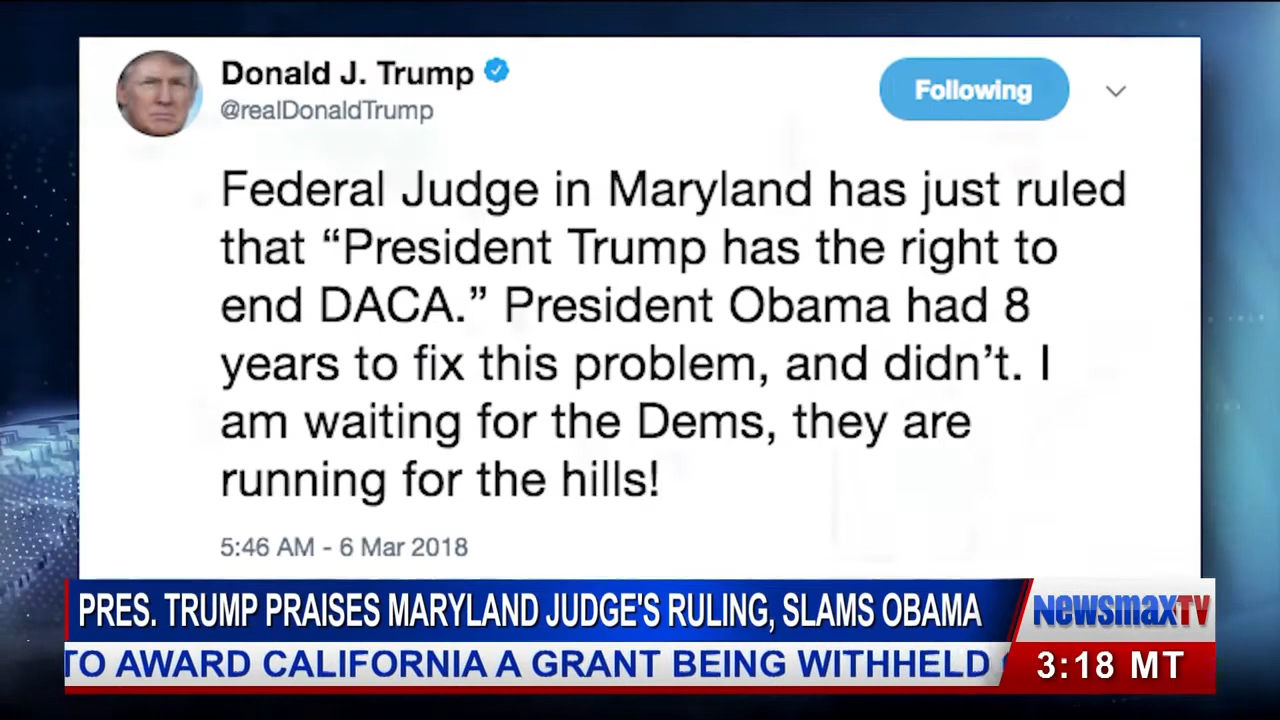 Donald J. Trump
@realDonaldTrump
Following
Federal Judge in Maryland has just ruled
that “President Trump has the right to
end DACA.” President Obama had 8
years to fix this problem, and didn’t. I
am waiting for the Dems, they are
running for the hills!
5:46 AM - 6 Mar 2018
PRES. TRUMP PRAISES MARYLAND JUDGE'S RULING, SLAMS OBAMA
NEWSMAXTV
TO AWARD CALIFORNIA A GRANT BEING WITHHELD
3:18 MT